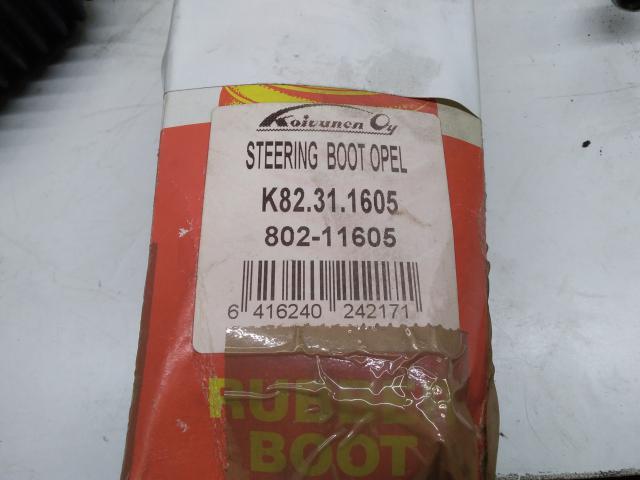 Koivunen Oy
STEERING BOOT OPEL
K82.31.1605
802-11605
6 416240 242171
RUBBER
BOOT